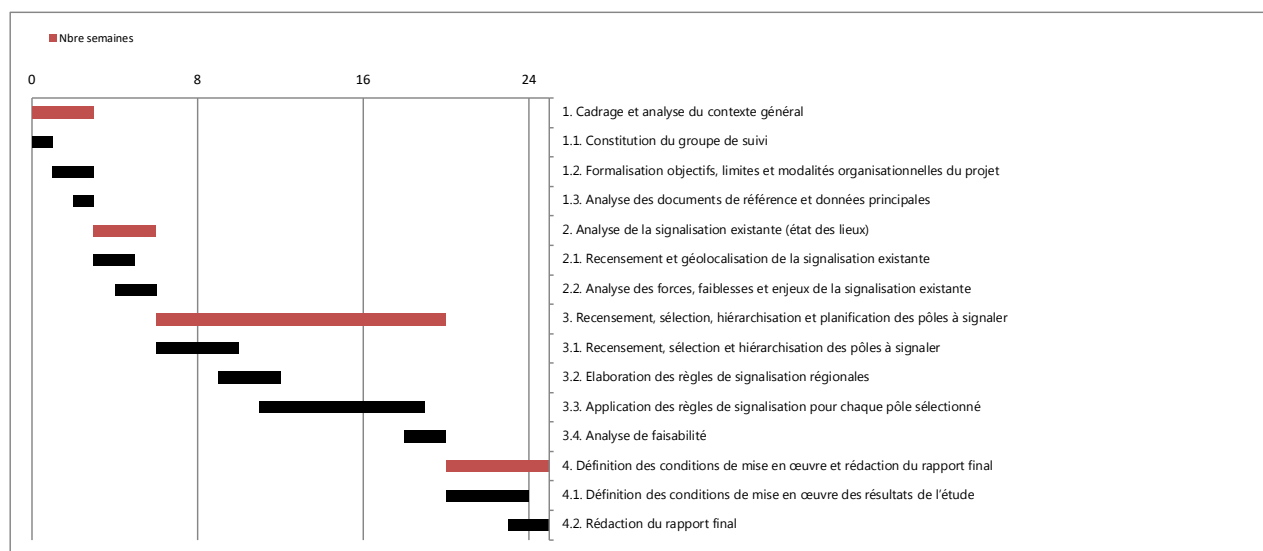 Nbre semaines
0 8 16 24
1. Cadrage et analyse du contexte général
1.1. Constitution du groupe de suivi
1.2. Formalisation objectifs, limites et modalités organisationnelles du projet
1.3. Analyse des documents de référence et données principales
2. Analyse de la signalisation existante (état des lieux)
2.1. Recensement et géolocalisation de la signalisation existante
2.2. Analyse des forces, faiblesses et enjeux de la signalisation existante
3. Recensement, sélection, hiérarchisation et planification des pôles à signaler
3.1. Recensement, sélection et hiérarchisation des pôles à signaler
3.2. Elaboration des règles de signalisation régionales
3.3. Application des règles de signalisation pour chaque pôle sélectionné
3.4. Analyse de faisabilité
4. Définition des conditions de mise en œuvre et rédaction du rapport final
4.1. Définition des conditions de mise en œuvre des résultats de l’étude
4.2. Rédaction du rapport final